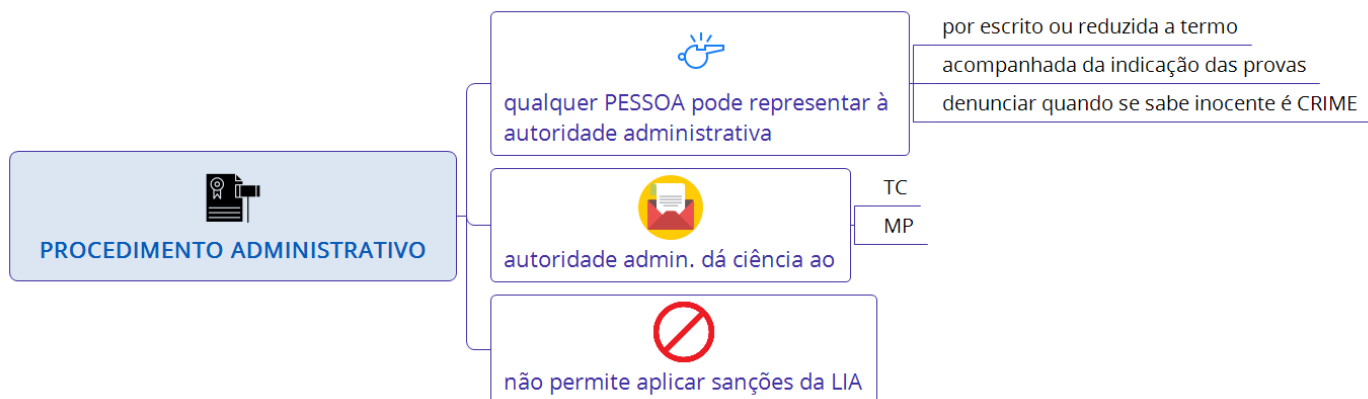 PROCEDIMENTO ADMINISTRATIVO
qualquer PESSOA pode representar à
autoridade administrativa
por escrito ou reduzida a termo
acompanhada da indicação das provas
denunciar quando se sabe inocente é CRIME
autoridade admin. dá ciência ao
TC
MP
não permite aplicar sanções da LIA